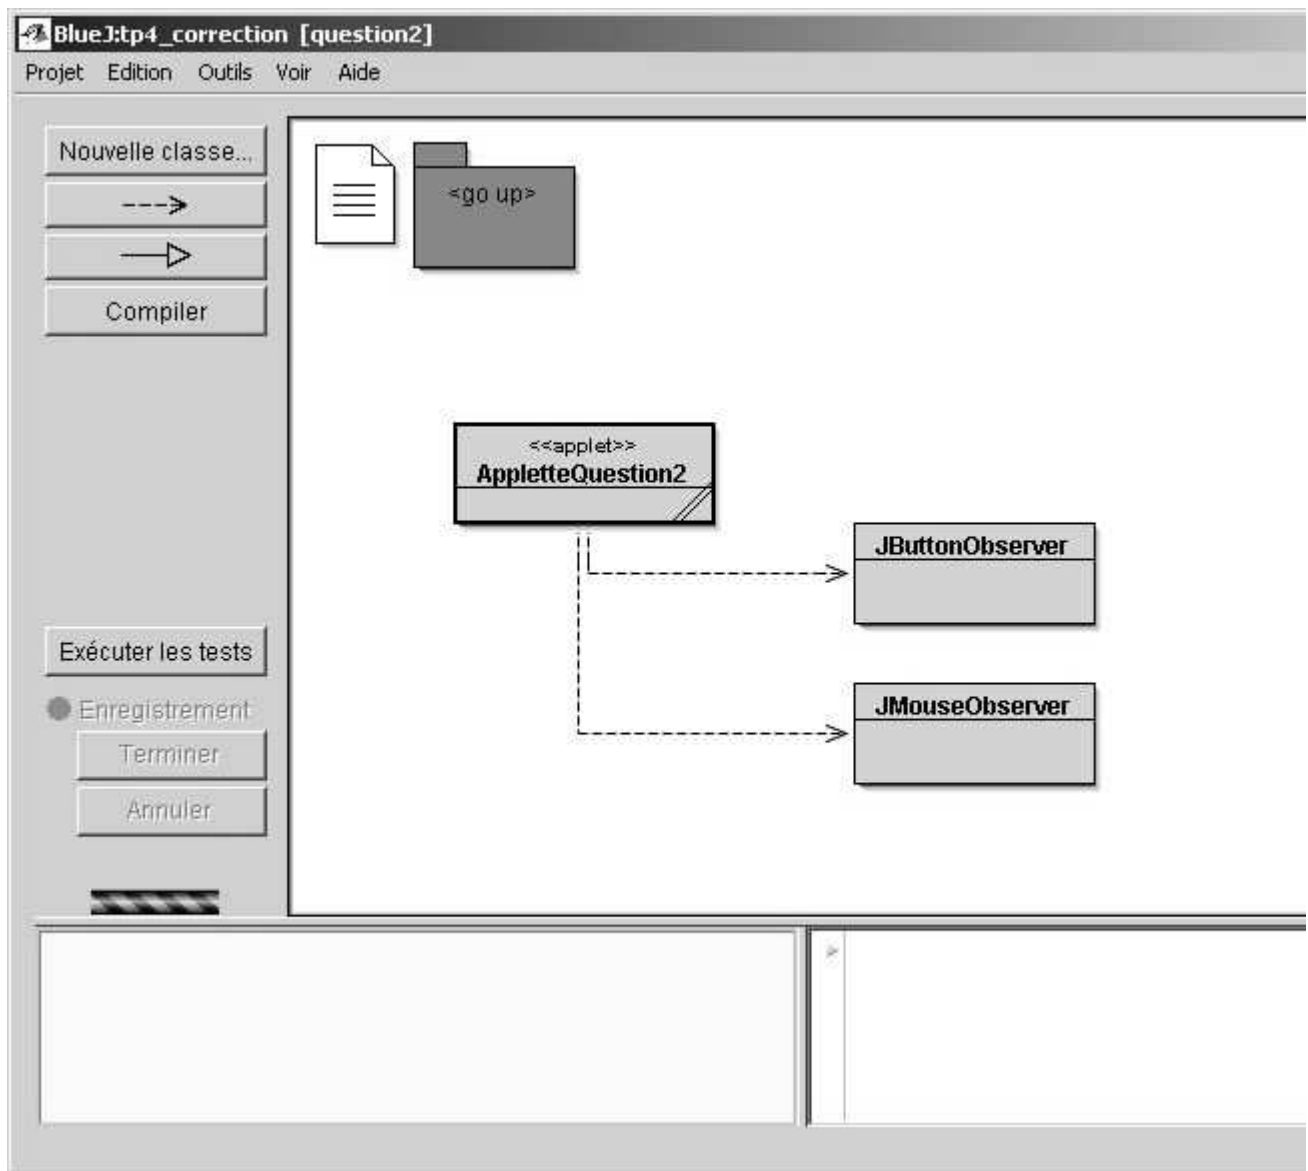 BlueJ:tp4_correction [question2]
Projet Edition Outils Voir Aide
Nouvelle classe...
<go up>
Compiler
<<applet>>
AppletteQuestion2
JButtonObserver
Exécuter les tests
JMouseObserver
Enregistrement
Terminer
Annuler